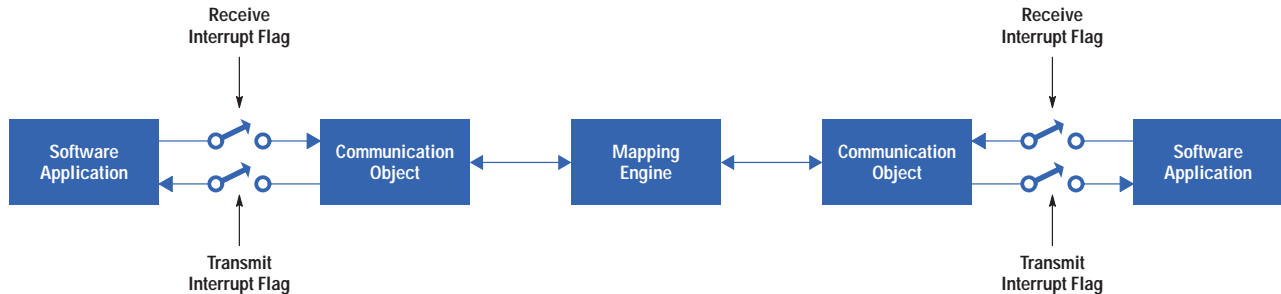 Receive
Interrupt Flag
Receive
Interrupt Flag
Software
Application
Communication
Object
Mapping
Engine
Communication
Object
Software
Application
Transmit
Interrupt Flag
Transmit
Interrupt Flag